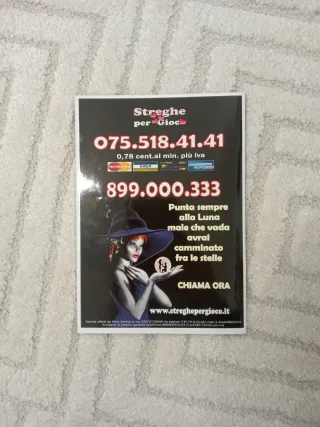 Streghe
per Gioco
075.518.41.41
0,78 cent.al min. più iva
VISA
899.000.333
Punta sempre
alla Luna
male che vada
avrai
camminato
fra le stelle
CHIAMA ORA
www.streghepergioco.it